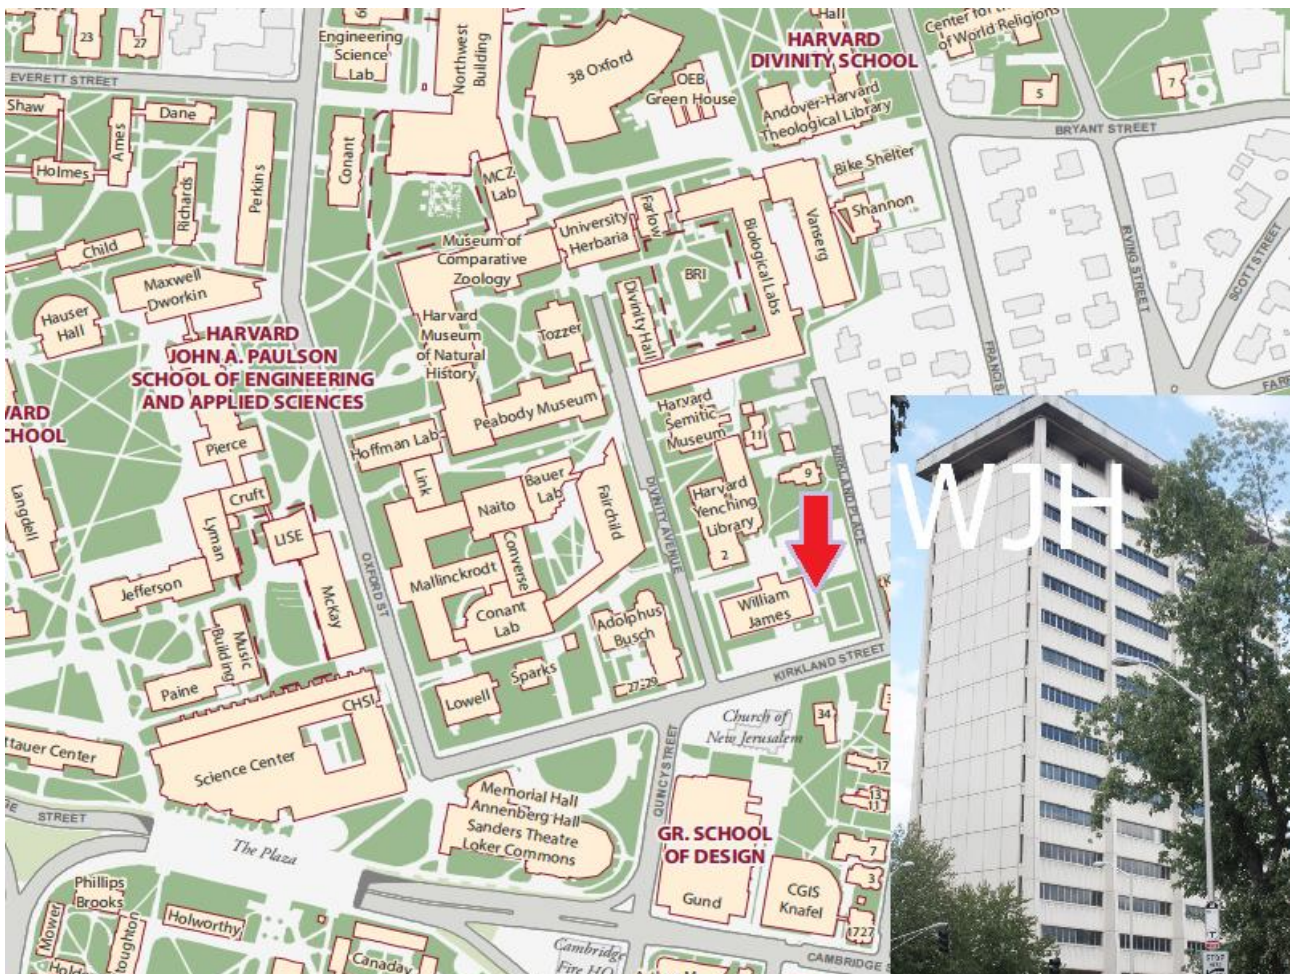 23
27
Engineering
Science
Lab
Northwest
Building
38 Oxford
OEB
Green House
Hall
HARVARD
DIVINITY SCHOOL
Andover-Harvard
Theological Library
of World Religions
5
7
EVERETT STREET
BRYANT STREET
Shaw
Ames
Dane
Holmes
Richards
Perkins
Conant
MCZ
Lab
University
Herbaria
Farlow
Bike Shelter
Shannon
Vanserg
Biological Labs
BRI
IRVING STREET
SCOTT STREET
Child
Maxwell
Dworkin
Hauser
Hall
Museum of
Comparative
Zoology
Harvard
Museum
of Natural
History
Tozzer
Divinity Hall
HARVARD
JOHN A. PAULSON
SCHOOL OF ENGINEERING
AND APPLIED SCIENCES
Peabody Museum
Harvard
Semitic
Museum
11
9
Hoffman Lab
Link
Pierce
Cruft
Lyman
LISE
Langdell
Naito
Bauer
Lab
Fairchild
Harvard
Yenching
Library
2
DIVINITY AVENUE
KIRKLAND PLACE
WJH
OXFORD ST
Mallinckrodt
Converse
Conant
Lab
Jefferson
McKay
Music
Building
Paine
Adolphus
Busch
27-29
William
James
KIRKLAND STREET
Lowell
Sparks
CHSI
Science Center
Church of
New Jerusalem
34
17
13
11
7
3
1727
QUINCY STREET
Memorial Hall
Annenberg Hall
Sanders Theatre
Loker Commons
GR. SCHOOL
OF DESIGN
Gund
CGIS
Knafel
STREET
The Plaza
Phillips
Brooks
Mower
Holworthy
Canaday
Cambridge
Fire HQ
T
STOP